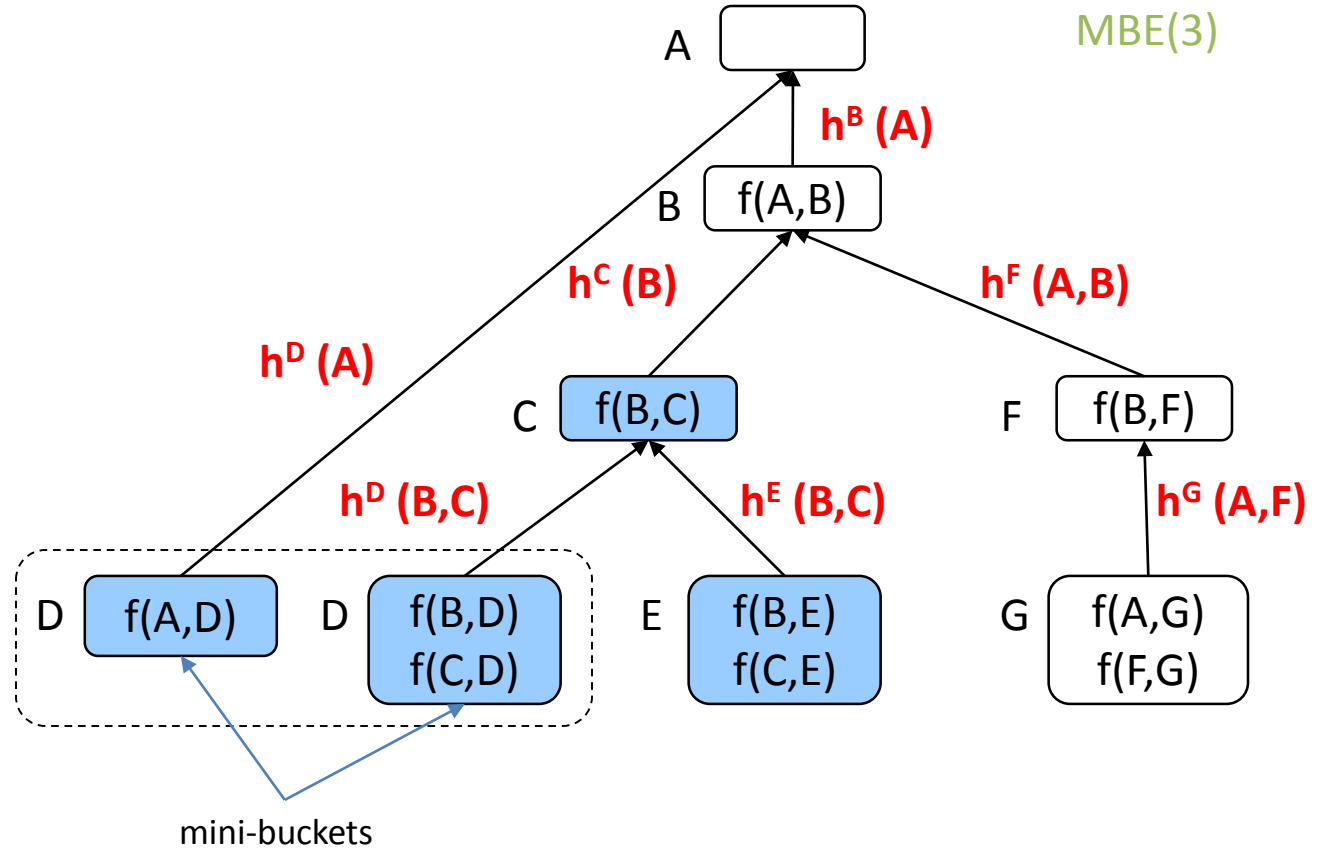 MBE(3)
A
h^B (A)
B
f(A,B)
h^C (B)
h^F (A,B)
h^D (A)
C
f(B,C)
F
f(B,F)
h^D (B,C)
h^E (B,C)
h^G (A,F)
D
f(A,D)
D
f(B,D)
f(C,D)
E
f(B,E)
f(C,E)
G
f(A,G)
f(F,G)
mini-buckets